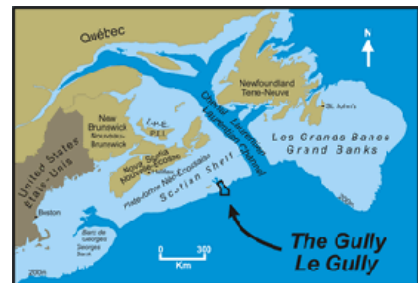 Québec
N
Newfoundland
Terre-Neuve
St. John's
Chenal Laurentien
Laurentian Channel
New
Brunswick
Nouveau-
Brunswick
Î.-P.-É.
P.E.I.
Les Grands Bancs
Grand Banks
Nova Scotia
Nouvelle-Écosse
Halifax
United States
États-Unis
Plateforme Néo-Écossaise
Scotian Shelf
Boston
Banc de
Georges
Georges
Bank
200m
200m
0
300
Km
The Gully
Le Gully